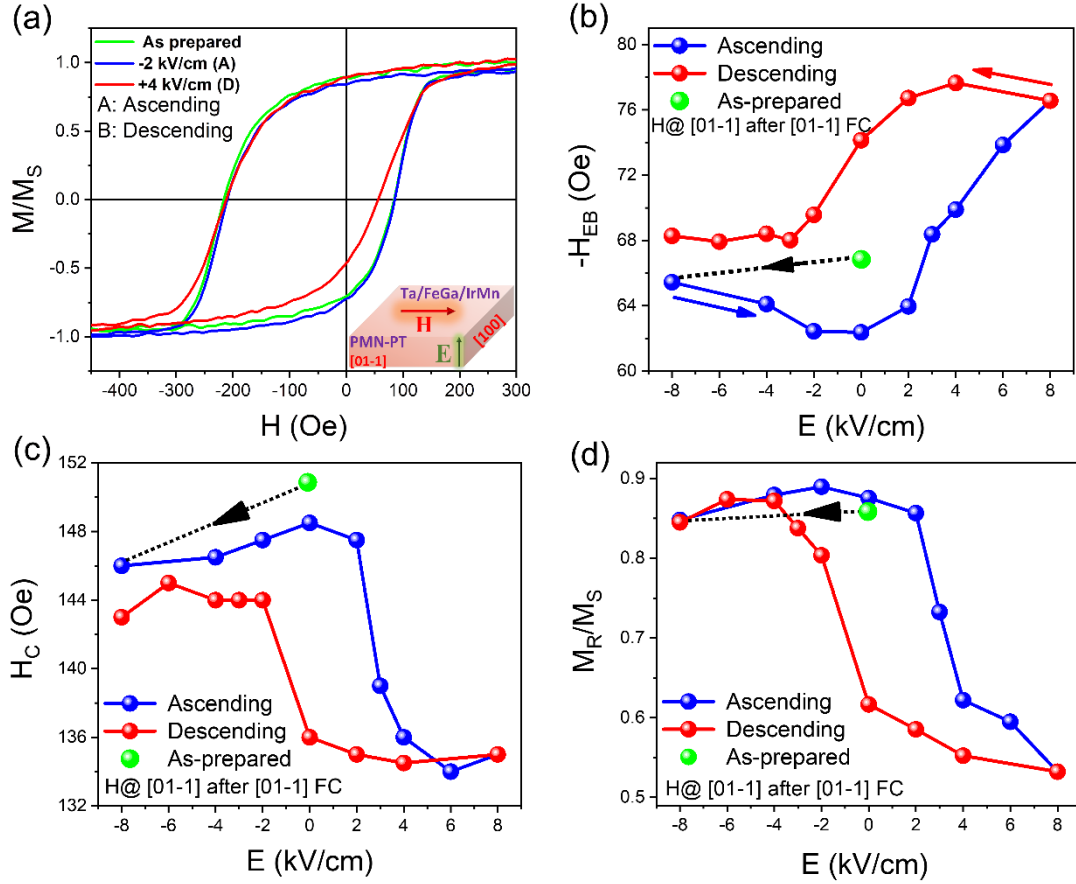 (a)
As prepared
-2 kV/cm (A)
+4 kV/cm (D)
A: Ascending
B: Descending
1.0
0.5
0.0
-0.5
-1.0
M/MS
-400 -300 -200 -100 0 100 200 300
H (Oe)
Ta/FeGa/IrMn
H
PMN-PT
[01-1]
E
[100]
(b)
80
76
72
68
64
60
-HEB (Oe)
Ascending
Descending
As-prepared
H@ [01-1] after [01-1] FC
-8 -6 -4 -2 0 2 4 6 8
E (kV/cm)
(c)
152
148
144
140
136
132
HC (Oe)
Ascending
Descending
As-prepared
H@ [01-1] after [01-1] FC
-8 -6 -4 -2 0 2 4 6 8
E (kV/cm)
(d)
0.9
0.8
0.7
0.6
0.5
MR/MS
Ascending
Descending
As-prepared
H@ [01-1] after [01-1] FC
-8 -6 -4 -2 0 2 4 6 8
E (kV/cm)